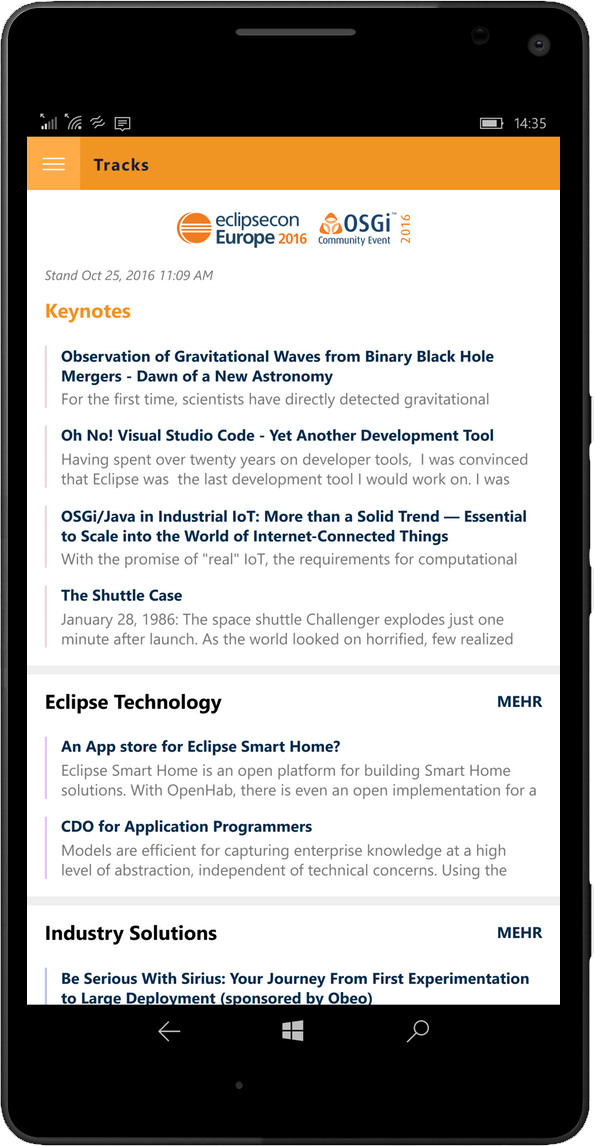 14:35
Tracks
eclipsecon
Europe 2016
OSGi™
Community Event
2016
Stand Oct 25, 2016 11:09 AM
Keynotes
Observation of Gravitational Waves from Binary Black Hole
Mergers - Dawn of a New Astronomy
For the first time, scientists have directly detected gravitational
Oh No! Visual Studio Code - Yet Another Development Tool
Having spent over twenty years on developer tools,  I was convinced
that Eclipse was  the last development tool I would work on. I was
OSGi/Java in Industrial IoT: More than a Solid Trend — Essential
to Scale into the World of Internet-Connected Things
With the promise of "real" IoT, the requirements for computational
The Shuttle Case
January 28, 1986: The space shuttle Challenger explodes just one
minute after launch. As the world looked on horrified, few realized
Eclipse Technology MEHR
An App store for Eclipse Smart Home?
Eclipse Smart Home is an open platform for building Smart Home
solutions. With OpenHab, there is even an open implementation for a
CDO for Application Programmers
Models are efficient for capturing enterprise knowledge at a high
level of abstraction, independent of technical concerns. Using the
Industry Solutions MEHR
Be Serious With Sirius: Your Journey From First Experimentation
to Large Deployment (sponsored by Obeo)